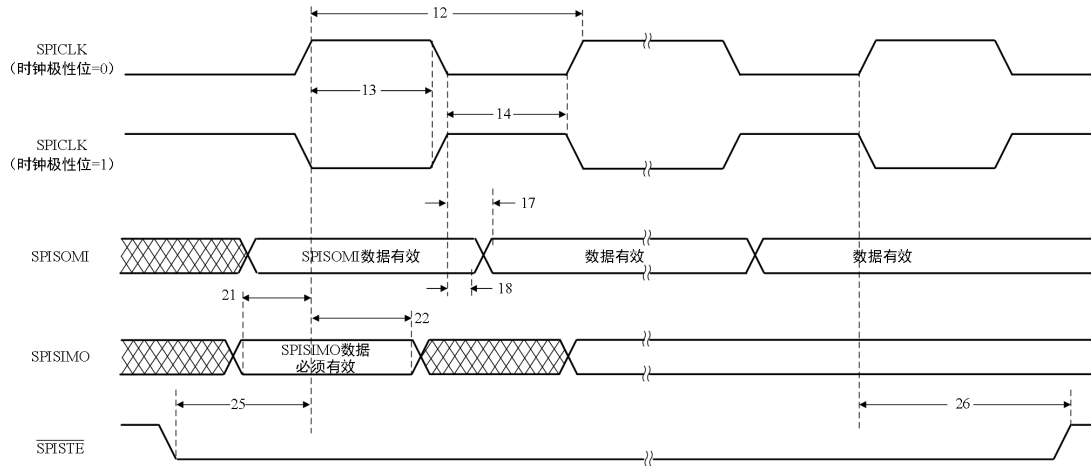 12
SPICLK
（时钟极性位=0）
13
14
SPICLK
（时钟极性位=1）
17
SPISOMI
SPISOMI数据有效
数据有效
数据有效
18
21
22
SPISIMO
SPISIMO数据
必须有效
25
26
SPISTE